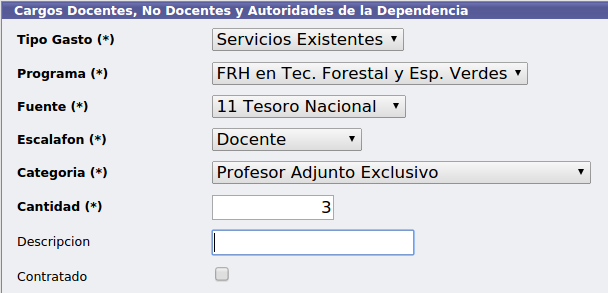 Cargos Docentes, No Docentes y Autoridades de la Dependencia
Tipo Gasto (*) Servicios Existentes
Programa (*) FRH en Tec. Forestal y Esp. Verdes
Fuente (*) 11 Tesoro Nacional
Escalafon (*) Docente
Categoria (*) Profesor Adjunto Exclusivo
Cantidad (*) 3
Descripcion
Contratado